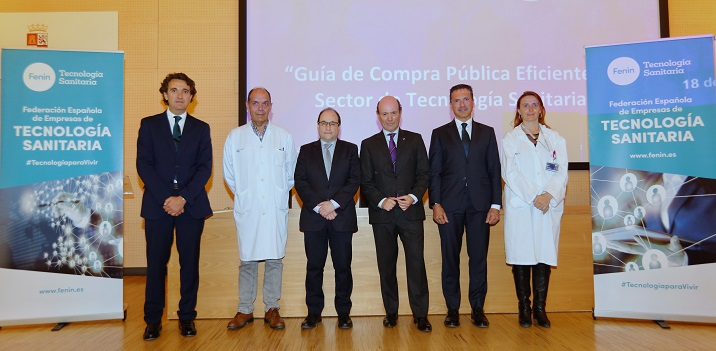 Fenin
Tecnología
Sanitaria
Federación Española
de Empresas de
TECNOLOGÍA
SANITARIA
#TecnologíaparaVivir
www.fenin.es
“Guía de Compra Pública Eficiente
Sector de Tecnología Sanitaria
Fenin
Tecnología
Sanitaria
18 de
Federación Española
de Empresas de
TECNOLOGÍA
SANITARIA
www.fenin.es
#TecnologíaparaVivir